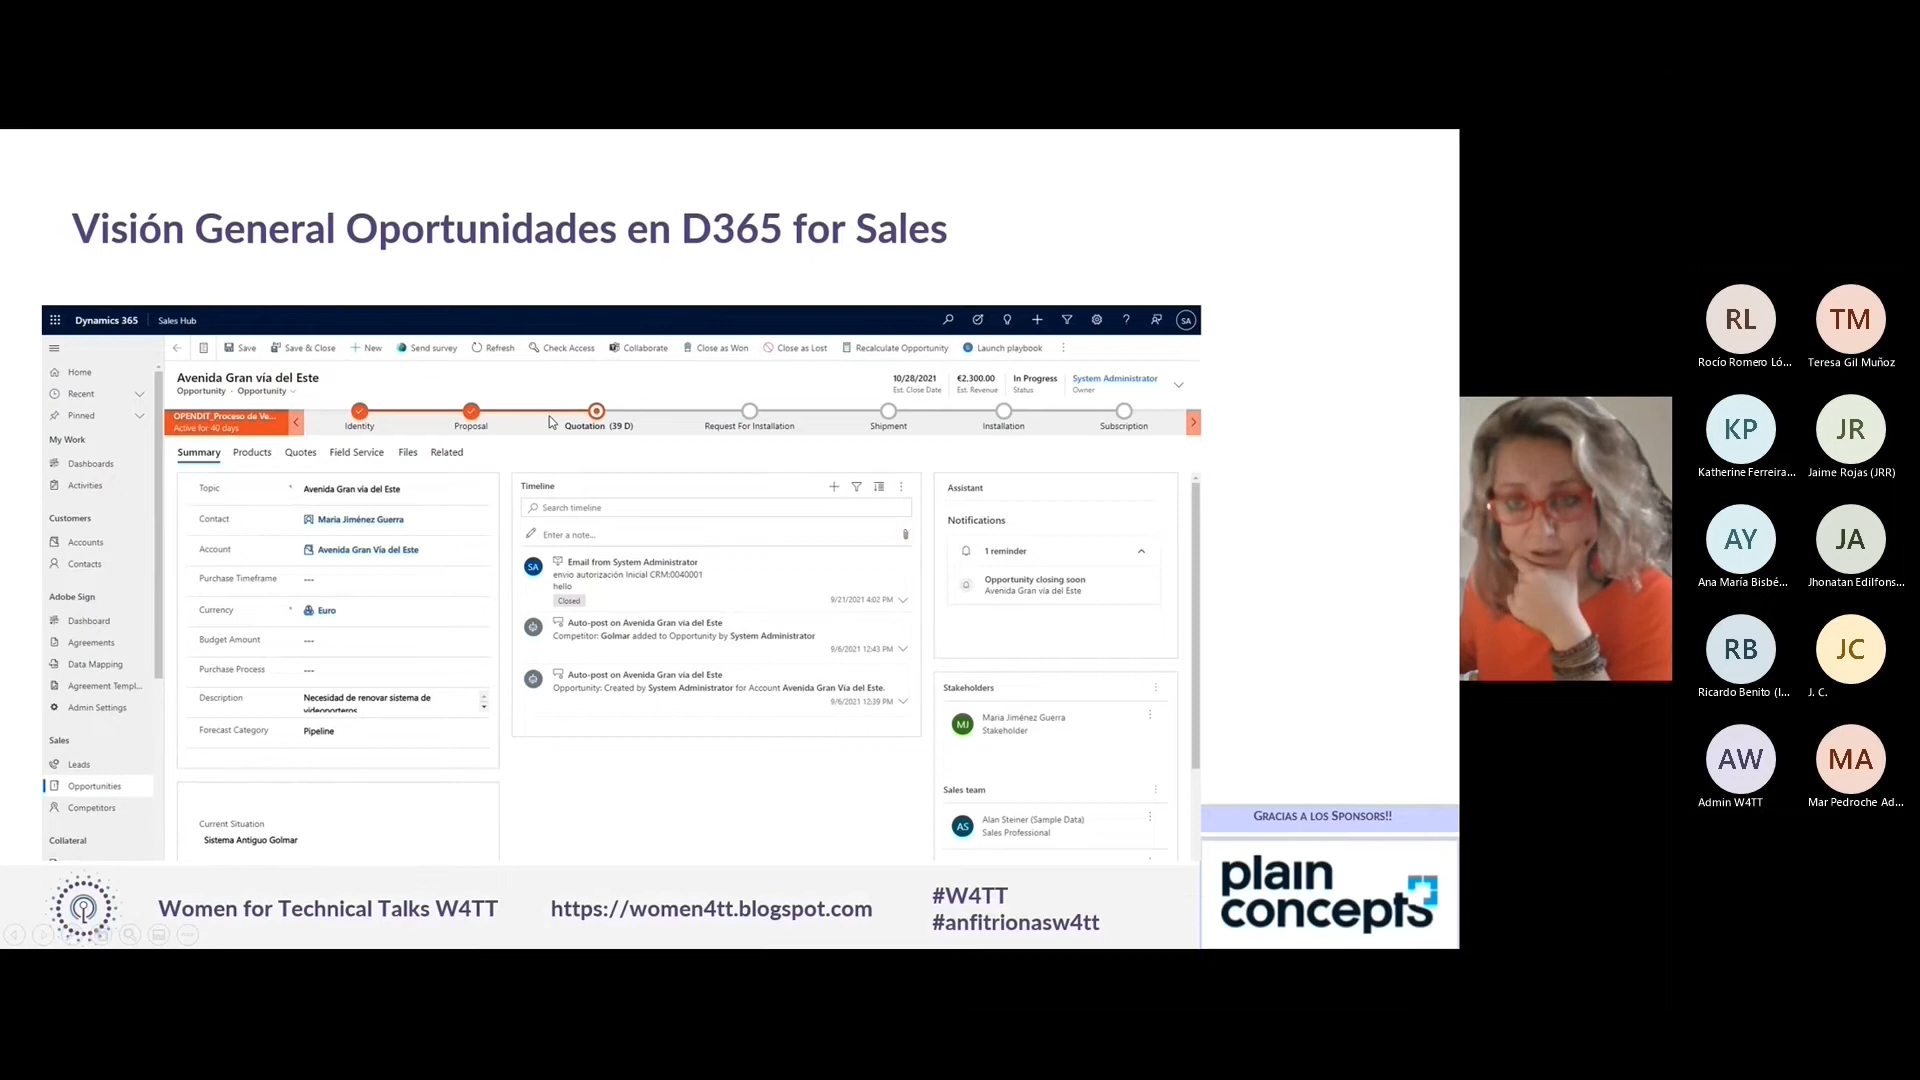 Visión General Oportunidades en D365 for Sales
Dynamics 365
Sales Hub
SA
Save
Save & Close
New
Send survey
Refresh
Check Access
Collaborate
Close as Won
Close as Lost
Recalculate Opportunity
Launch playbook
Home
Recent
Pinned
My Work
Dashboards
Activities
Customers
Accounts
Contacts
Adobe Sign
Dashboard
Agreements
Data Mapping
Agreement Templ...
Admin Settings
Sales
Leads
Opportunities
Competitors
Collateral
Avenida Gran vía del Este
Opportunity · Opportunity
10/28/2021
Est. Close Date
€2,300.00
Est. Revenue
In Progress
Status
System Administrator
Owner
OPENDIT_Proceso de Ve...
Active for 40 days
Identity
Proposal
Quotation (39 D)
Request For Installation
Shipment
Installation
Subscription
Summary
Products
Quotes
Field Service
Files
Related
Topic
*
Avenida Gran vía del Este
Contact
Maria Jiménez Guerra
Account
Avenida Gran Vía del Este
Purchase Timeframe
---
Currency
*
Euro
Budget Amount
---
Purchase Process
---
Description
Necesidad de renovar sistema de
videoporteros
Forecast Category
Pipeline
Current Situation
Sistema Antiguo Golmar
Timeline
Search timeline
Enter a note...
SA
Email from System Administrator
envio autorización Inicial CRM:0040001
hello
Closed
9/21/2021 4:02 PM
Auto-post on Avenida Gran vía del Este
Competitor: Golmar added to Opportunity by System Administrator
9/6/2021 12:43 PM
Auto-post on Avenida Gran vía del Este
Opportunity: Created by System Administrator for Account Avenida Gran Vía del Este.
9/6/2021 12:39 PM
Assistant
Notifications
1 reminder
Opportunity closing soon
Avenida Gran vía del Este
Stakeholders
MJ
Maria Jiménez Guerra
Stakeholder
Sales team
AS
Alan Steiner (Sample Data)
Sales Professional
Gracias a los Sponsors!!
plain
concepts
Women for Technical Talks W4TT
https://women4tt.blogspot.com
#W4TT
#anfitrionasw4tt
RL
Rocío Romero Ló...
TM
Teresa Gil Muñoz
KP
Katherine Ferreira...
JR
Jaime Rojas (JRR)
AY
Ana María Bisbé...
JA
Jhonatan Edilfons...
RB
Ricardo Benito (I...
JC
J. C.
AW
Admin W4TT
MA
Mar Pedroche Ad...